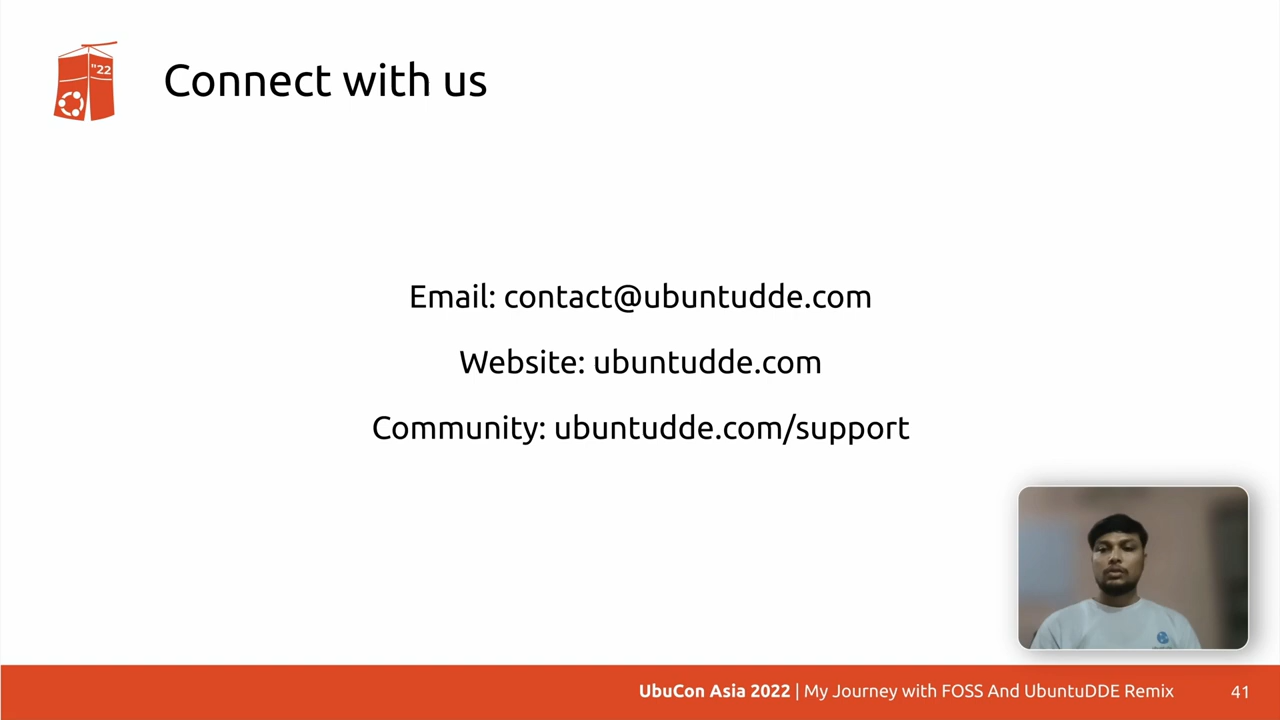 "22
Connect with us
Email: contact@ubuntudde.com
Website: ubuntudde.com
Community: ubuntudde.com/support
UbuCon Asia 2022 | My Journey with FOSS And UbuntuDDE Remix 41